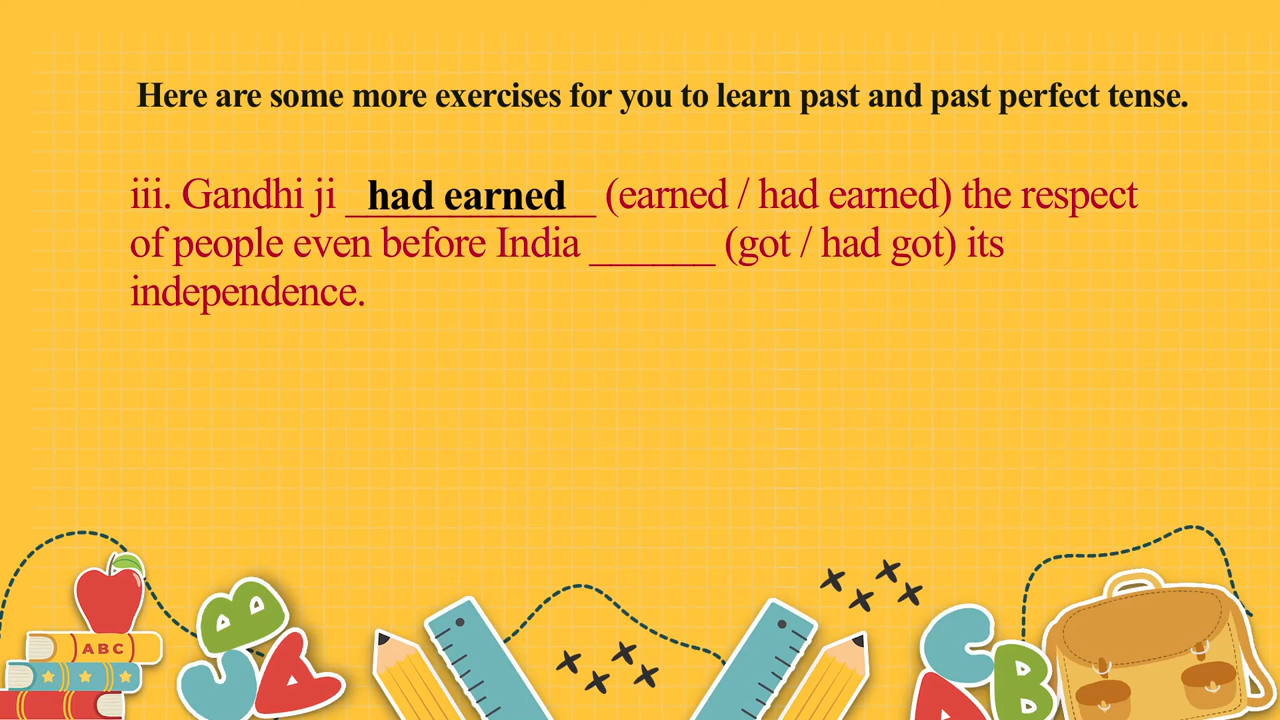 Here are some more exercises for you to learn past and past perfect tense.
iii. Gandhi ji had earned (earned / had earned) the respect
of people even before India ______ (got / had got) its
independence.
ABC
B
C
A
C
B
A